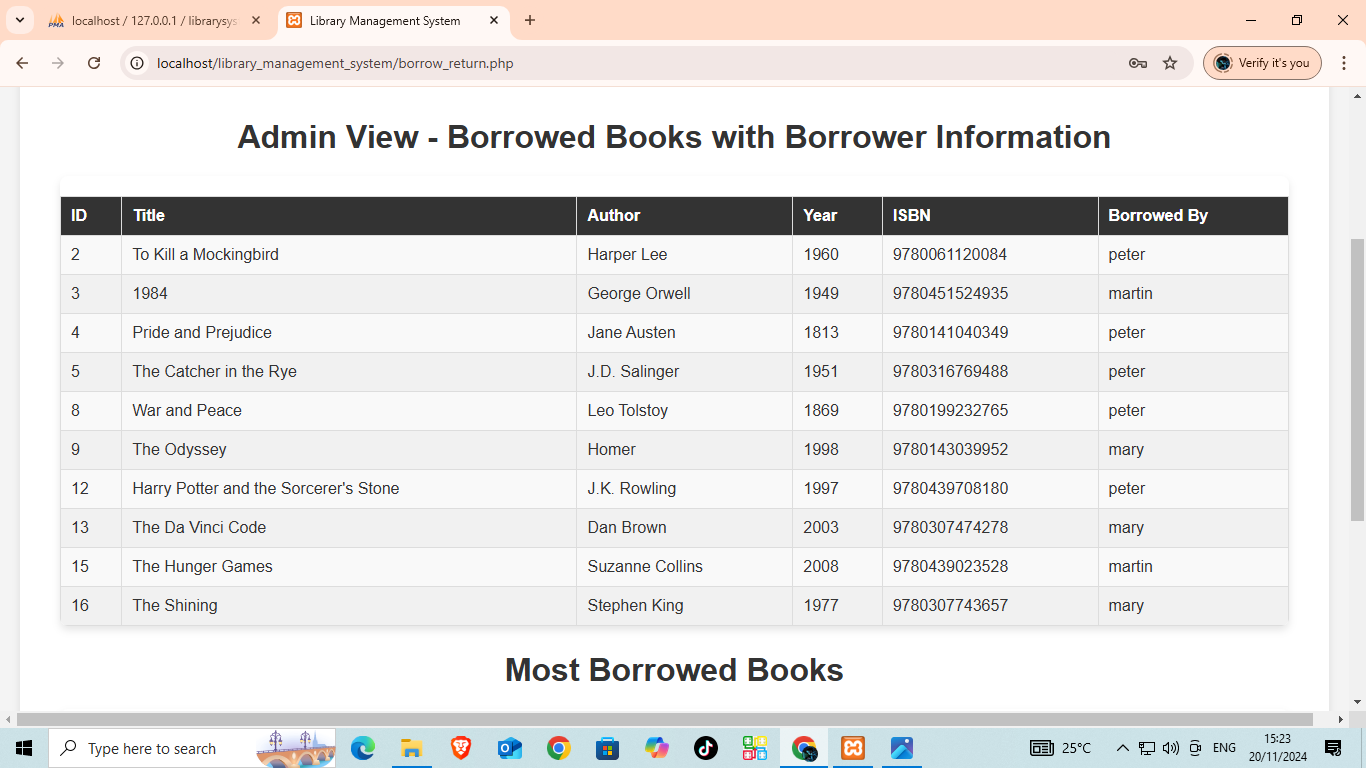 localhost / 127.0.0.1 / librarysys
Library Management System
localhost/library_management_system/borrow_return.php
Verify it's you
Admin View - Borrowed Books with Borrower Information
ID Title Author Year ISBN Borrowed By
2 To Kill a Mockingbird Harper Lee 1960 9780061120084 peter
3 1984 George Orwell 1949 9780451524935 martin
4 Pride and Prejudice Jane Austen 1813 9780141040349 peter
5 The Catcher in the Rye J.D. Salinger 1951 9780316769488 peter
8 War and Peace Leo Tolstoy 1869 9780199232765 peter
9 The Odyssey Homer 1998 9780143039952 mary
12 Harry Potter and the Sorcerer's Stone J.K. Rowling 1997 9780439708180 peter
13 The Da Vinci Code Dan Brown 2003 9780307474278 mary
15 The Hunger Games Suzanne Collins 2008 9780439023528 martin
16 The Shining Stephen King 1977 9780307743657 mary
Most Borrowed Books
Type here to search
25°C
ENG
15:23
20/11/2024